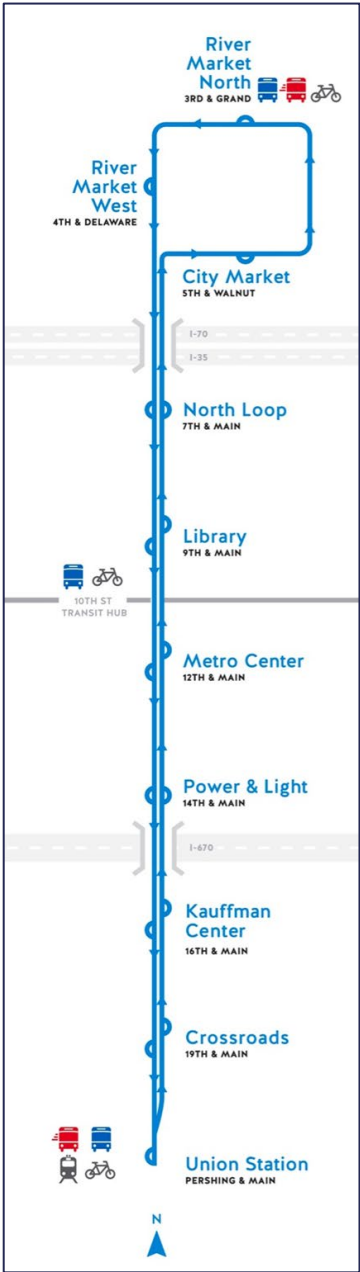 River
Market
North
3RD & GRAND
River
Market
West
4TH & DELAWARE
City Market
5TH & WALNUT
I-70
I-35
North Loop
7TH & MAIN
Library
9TH & MAIN
10TH ST
TRANSIT HUB
Metro Center
12TH & MAIN
Power & Light
14TH & MAIN
I-670
Kauffman
Center
16TH & MAIN
Crossroads
19TH & MAIN
Union Station
PERSHING & MAIN
N